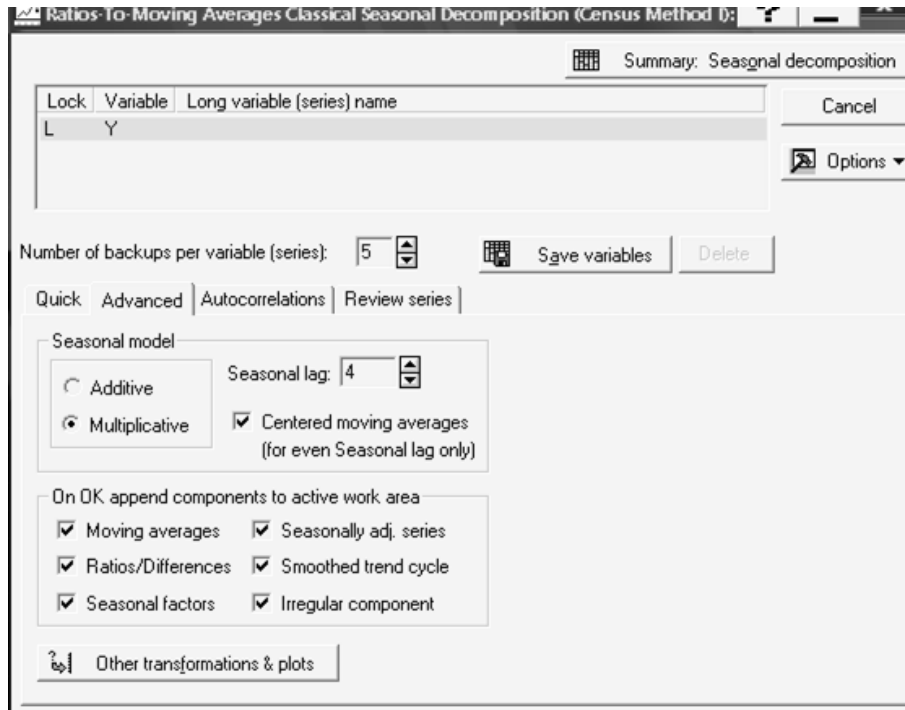 Ratios-To-Moving Averages Classical Seasonal Decomposition (Census Method I): ?
Summary: Seasonal decomposition
Lock Variable Long variable (series) name
L Y
Cancel
Options
Number of backups per variable (series): 5
Save variables
Delete
Quick Advanced Autocorrelations Review series
Seasonal model
Additive
Multiplicative
Seasonal lag: 4
Centered moving averages
(for even Seasonal lag only)
On OK append components to active work area
Moving averages Seasonally adj. series
Ratios/Differences Smoothed trend cycle
Seasonal factors Irregular component
Other transformations & plots